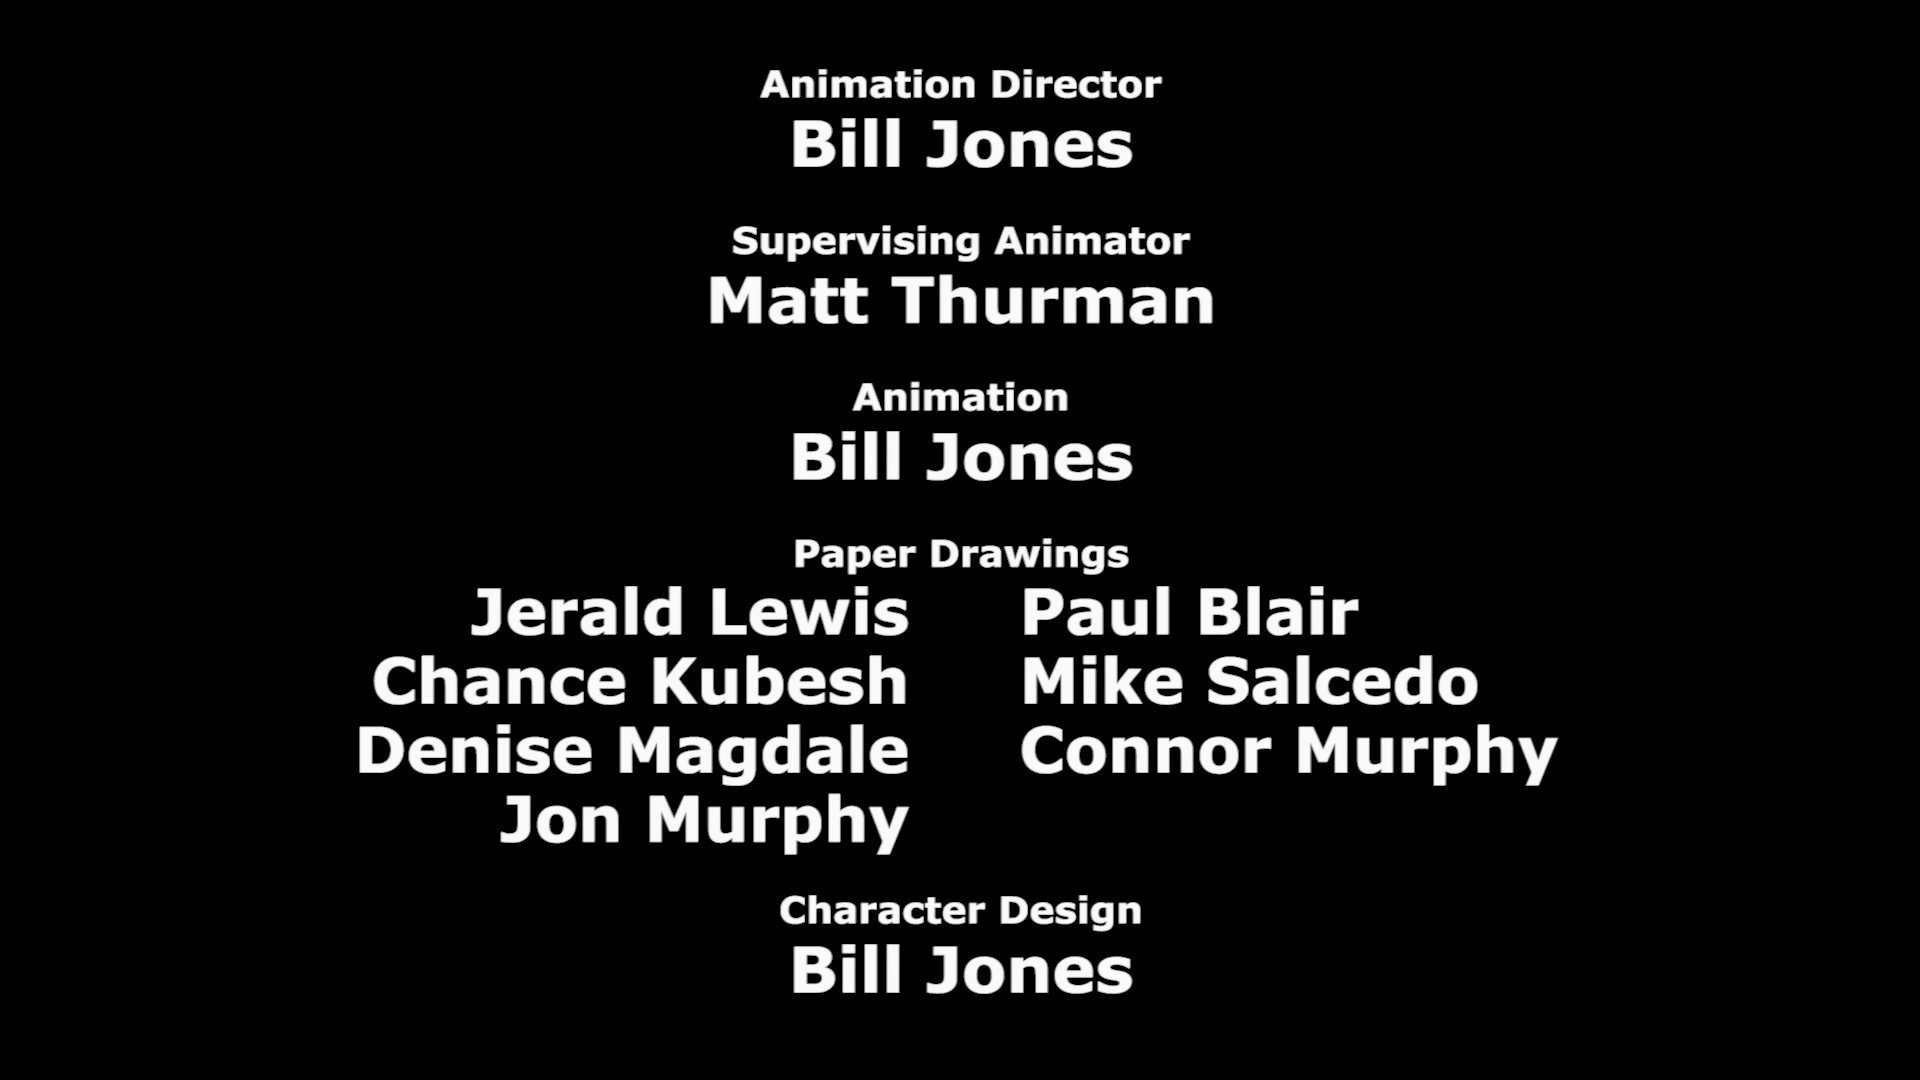 Animation Director
Bill Jones
Supervising Animator
Matt Thurman
Animation
Bill Jones
Paper Drawings
Jerald Lewis Paul Blair
Chance Kubesh Mike Salcedo
Denise Magdale Connor Murphy
Jon Murphy
Character Design
Bill Jones